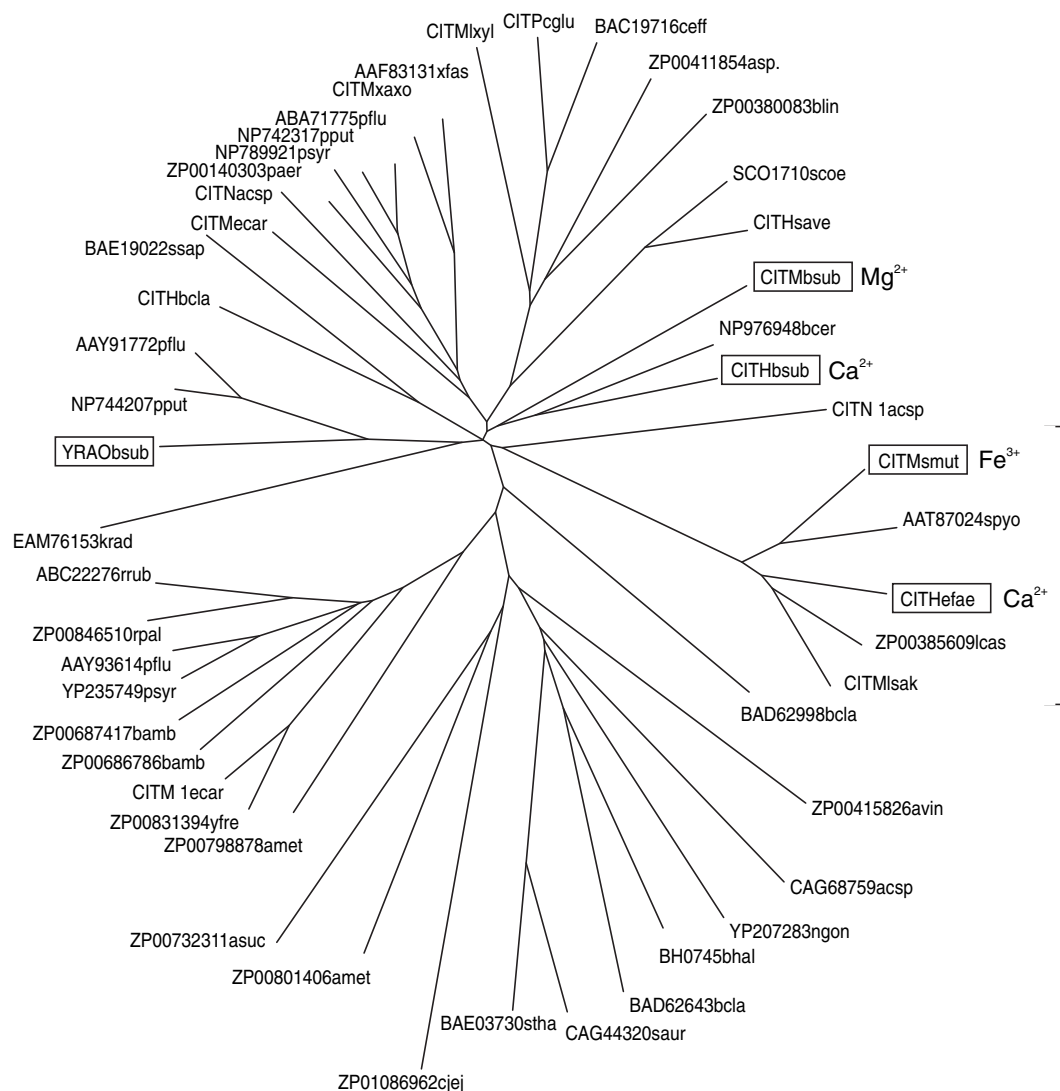 CITPcglu
CITMlxyl
BAC19716ceff
ZP00411854asp.
AAF83131xfas
CITMxaxo
ZP00380083blin
ABA71775pflu
NP742317pput
NP789921psyr
ZP00140303paer
SCO1710scoe
CITNacsp
CITMecar
CITHsave
BAE19022ssap
CITMbsub Mg2+
CITHbcla
NP976948bcer
AAY91772pflu
CITHbsub Ca2+
NP744207pput
CITN 1acsp
YRAObsub
CITMsmut Fe3+
AAT87024spyo
EAM76153krad
ABC22276rrub
CITHefae Ca2+
ZP00846510rpal
ZP00385609lcas
AAY93614pflu
CITMlsak
YP235749psyr
BAD62998bcla
ZP00687417bamb
ZP00686786bamb
CITM 1ecar
ZP00415826avin
ZP00831394yfre
ZP00798878amet
CAG68759acsp
YP207283ngon
ZP00732311asuc
BH0745bhal
ZP00801406amet
BAD62643bcla
BAE03730stha
CAG44320saur
ZP01086962cjej